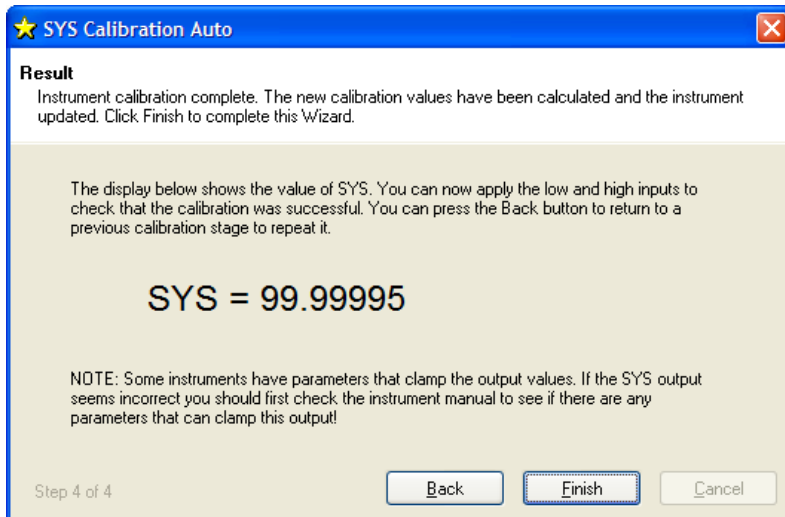 SYS Calibration Auto
Result
Instrument calibration complete. The new calibration values have been calculated and the instrument
updated. Click Finish to complete this Wizard.
The display below shows the value of SYS. You can now apply the low and high inputs to
check that the calibration was successful. You can press the Back button to return to a
previous calibration stage to repeat it.
SYS = 99.99995
NOTE: Some instruments have parameters that clamp the output values. If the SYS output
seems incorrect you should first check the instrument manual to see if there are any
parameters that can clamp this output!
Step 4 of 4
Back
Finish
Cancel